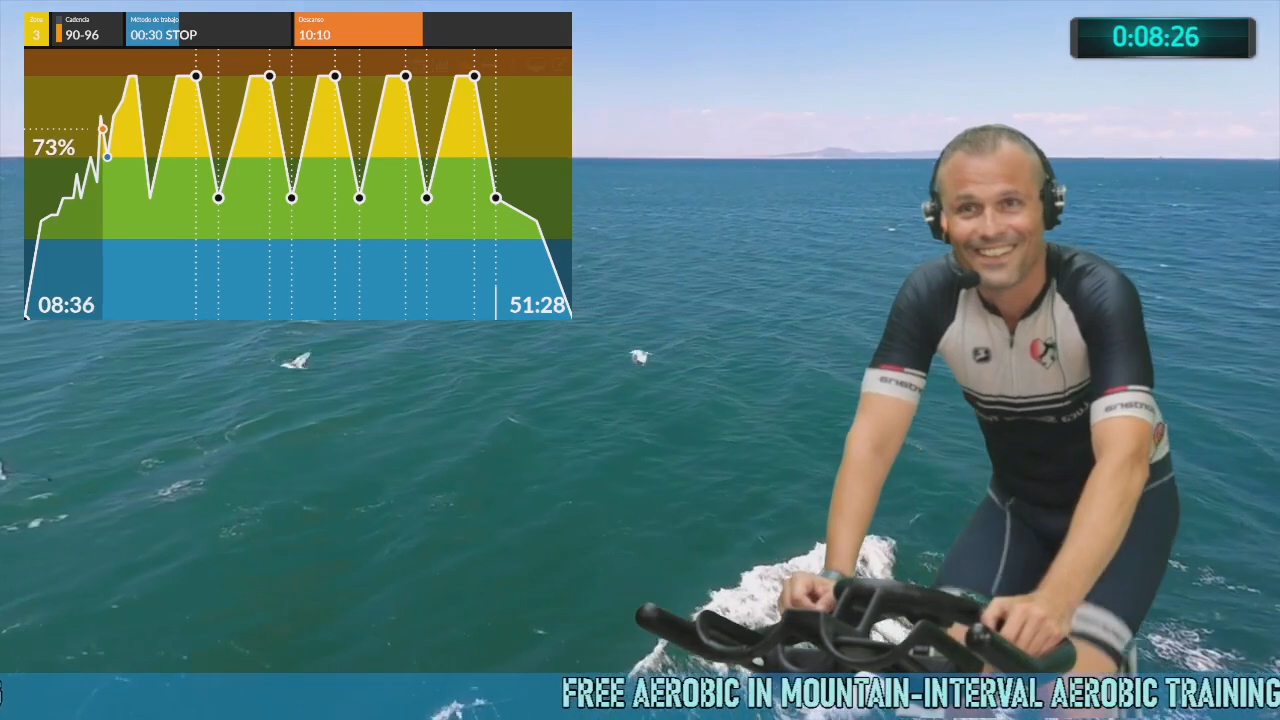 Zona
3
Cadencia
90-96
Método de trabajo
00:30 STOP
Descanso
10:10
0:08:26
73%
08:36
51:28
FREE AEROBIC IN MOUNTAIN-INTERVAL AEROBIC TRAINING